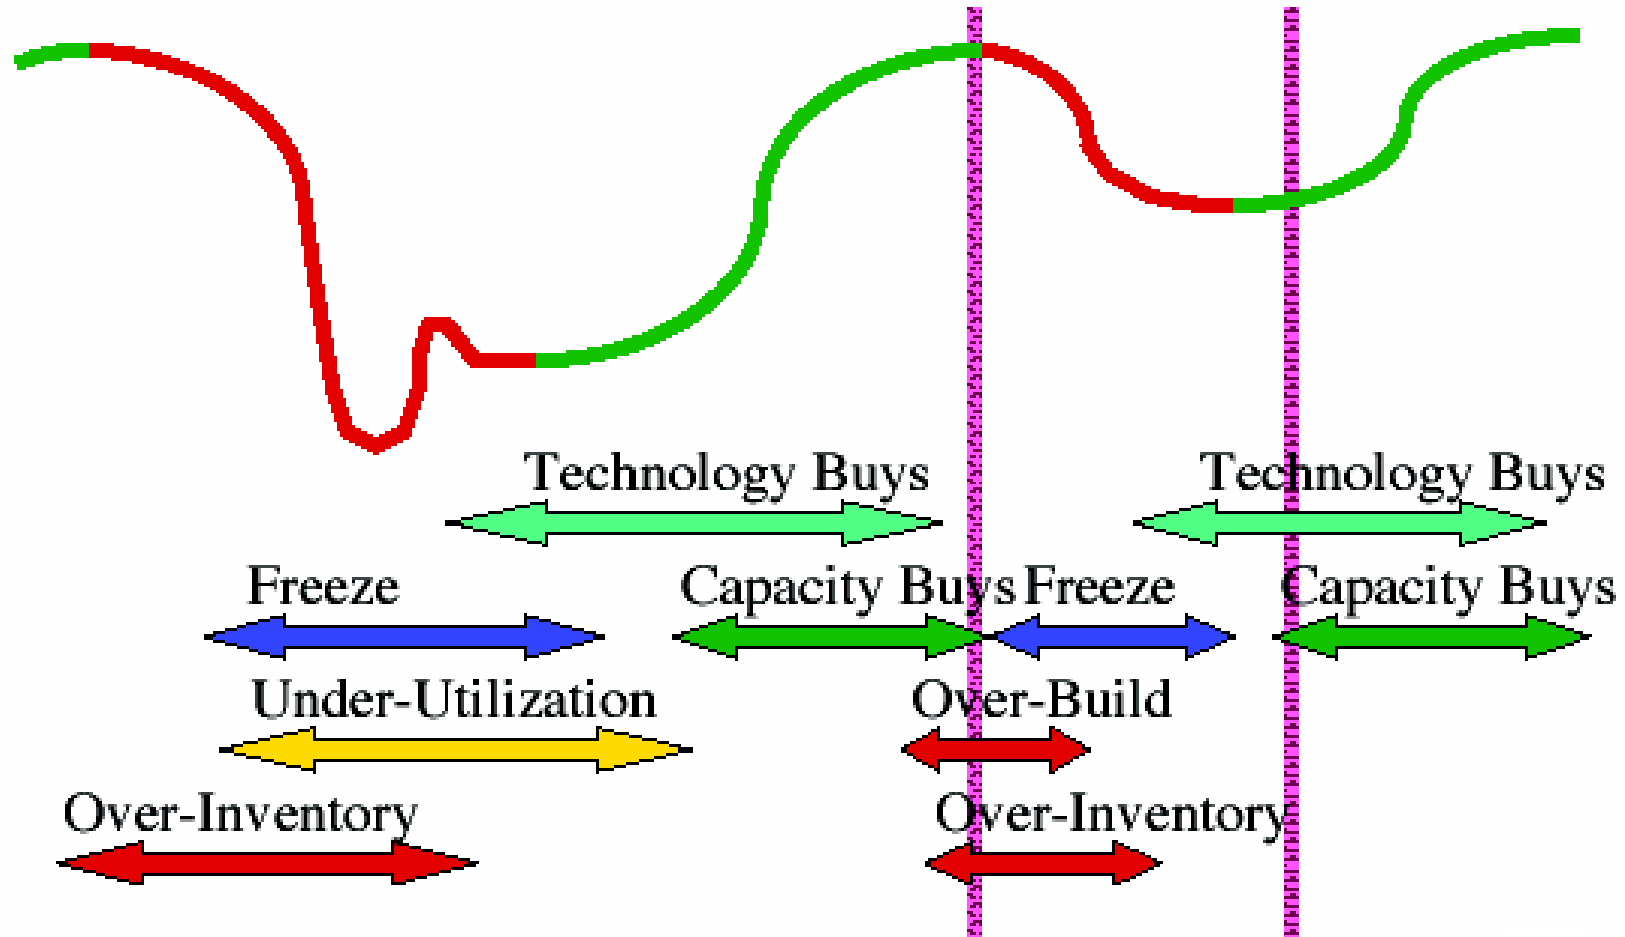 Technology Buys
Technology Buys
Freeze
Capacity Buys
Freeze
Capacity Buys
Under-Utilization
Over-Build
Over-Inventory
Over-Inventory